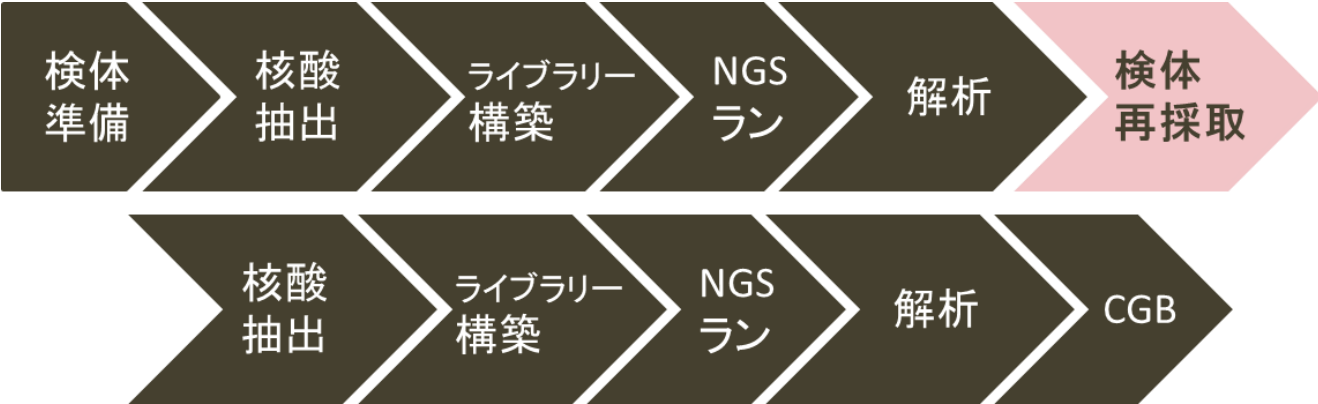 検体
準備
核酸
抽出
ライブラリー
構築
NGS
ラン
解析
検体
再採取
核酸
抽出
ライブラリー
構築
NGS
ラン
解析
CGB